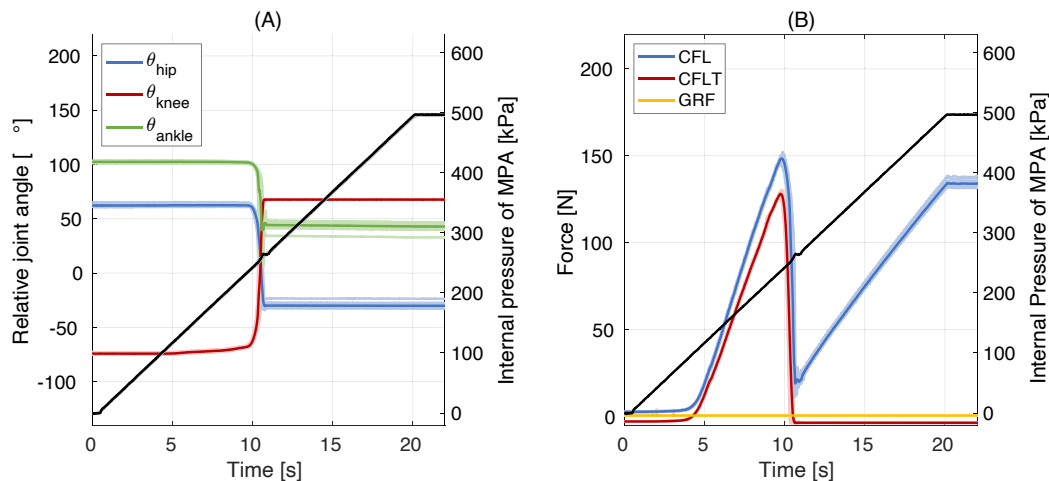 (A)
θhip
θknee
θankle
Relative joint angle [ °]
200
150
100
50
0
-50
-100
0
5
10
15
20
Time [s]
600
500
400
300
200
100
0
Internal pressure of MPA [kPa]
(B)
CFL
CFLT
GRF
Force [N]
200
150
100
50
0
0
5
10
15
20
Time [s]
600
500
400
300
200
100
0
Internal Pressure of MPA [kPa]